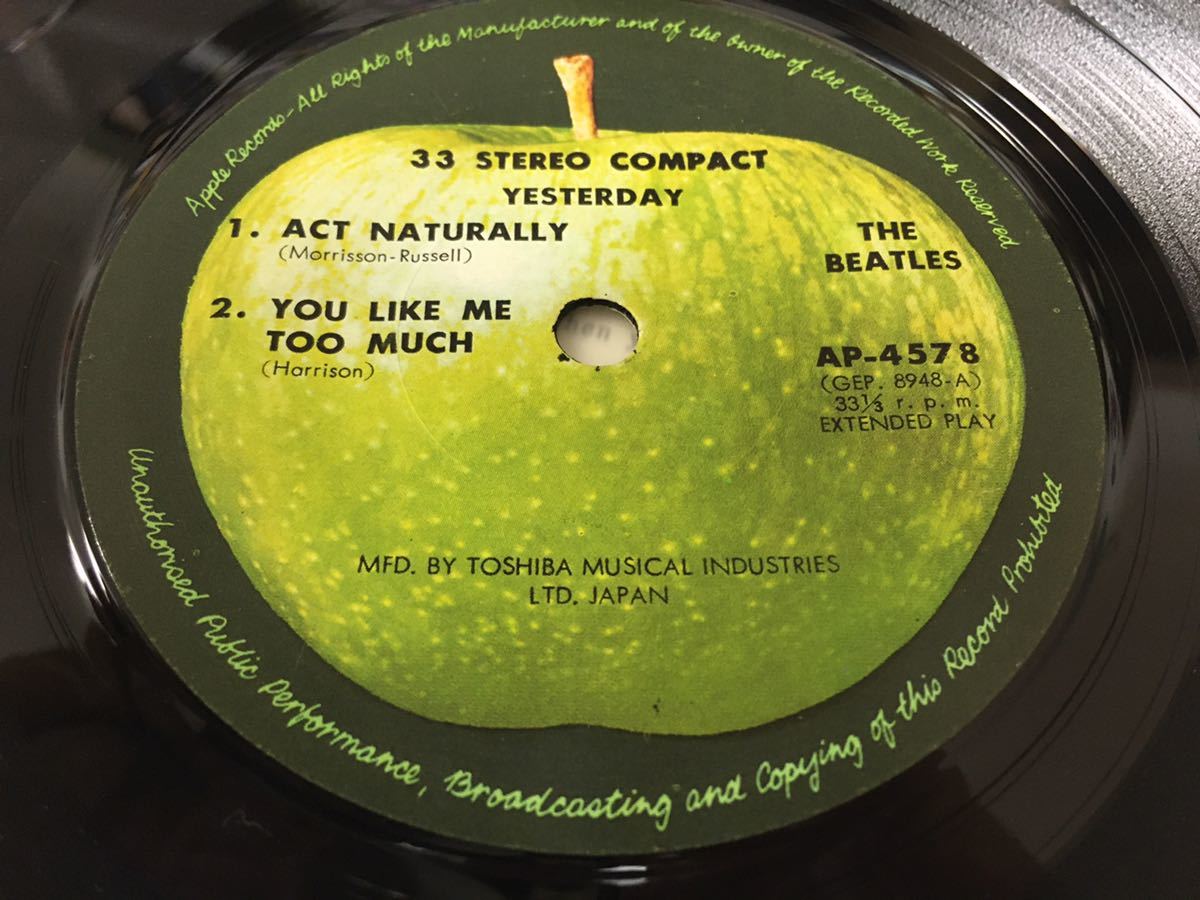 Apple Records-All Rights of the Manufacturer and of the Owner of the Recorded Work Reserved
33 STEREO COMPACT
YESTERDAY
1. ACT NATURALLY
(Morrisson-Russell)
2. YOU LIKE ME
TOO MUCH
(Harrison)
THE
BEATLES
AP-4578
(GEP. 8948-A)
33⅓ r. p. m.
EXTENDED PLAY
MFD. BY TOSHIBA MUSICAL INDUSTRIES
LTD. JAPAN
Unauthorised Public Performance, Broadcasting and Copying of this Record Prohibited